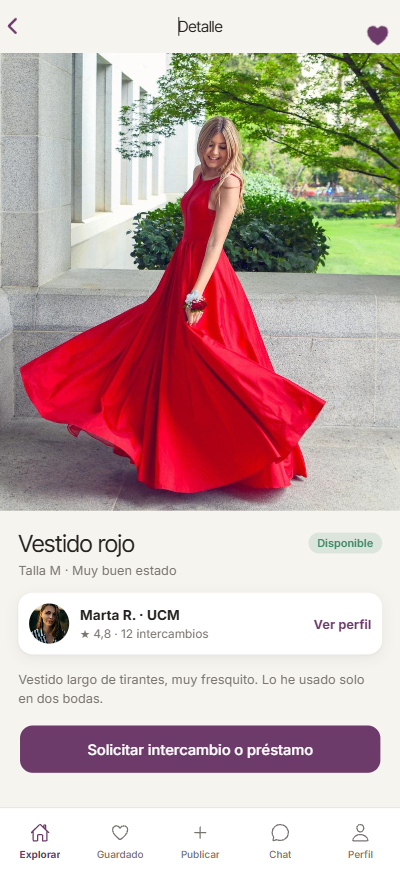 Detalle
Vestido rojo
Disponible
Talla M · Muy buen estado
Marta R. · UCM
★ 4,8 · 12 intercambios
Ver perfil
Vestido largo de tirantes, muy fresquito. Lo he usado solo
en dos bodas.
Solicitar intercambio o préstamo
Explorar
Guardado
Publicar
Chat
Perfil